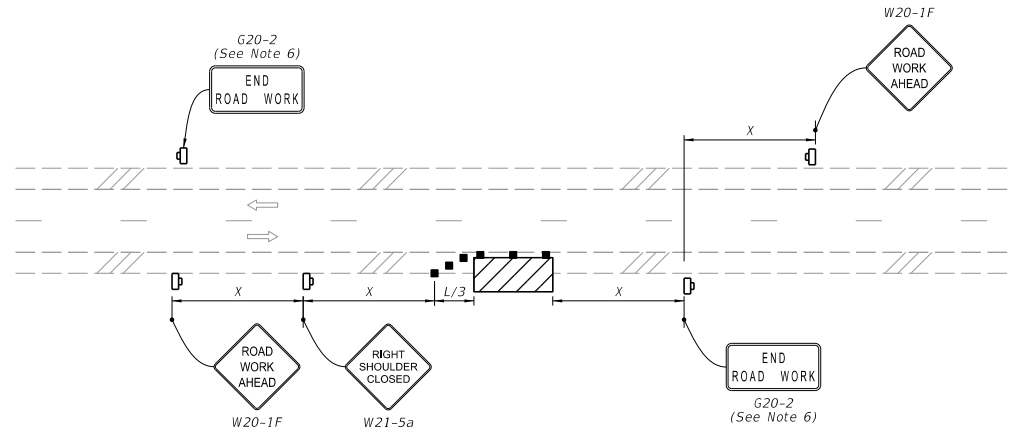 W20-1F
ROAD
WORK
AHEAD
G20-2
(See Note 6)
END
ROAD WORK
X
X
X
L/3
X
ROAD
WORK
AHEAD
W20-1F
RIGHT
SHOULDER
CLOSED
W21-5a
END
ROAD WORK
G20-2
(See Note 6)